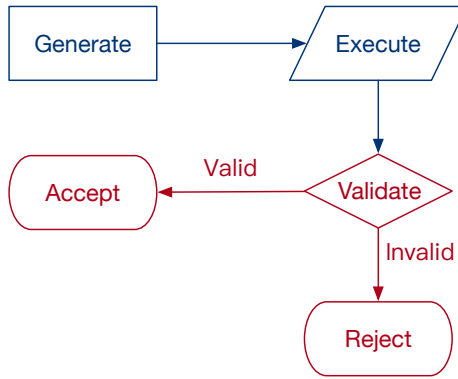 Generate
Execute
Valid
Accept
Validate
Invalid
Reject